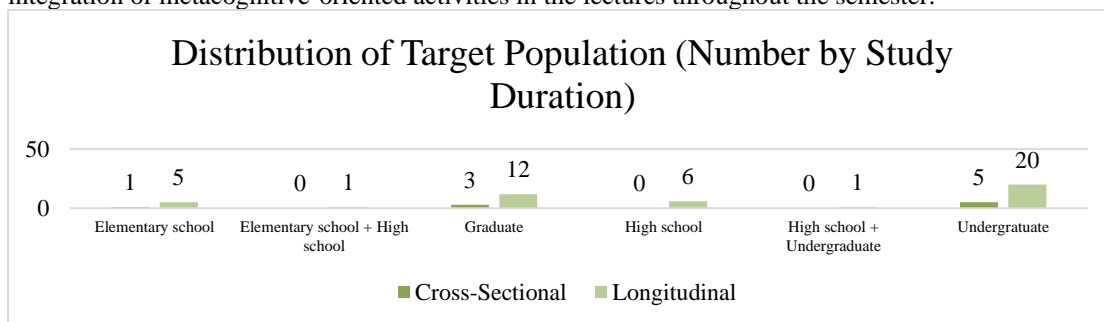 integration of metacognitive-oriented activities in the lectures throughout the semester.
Distribution of Target Population (Number by Study
Duration)
50
0
1 5 0 1 3 12 0 6 0 1 5 20
Elementary school Elementary school + High
school Graduate High school High school +
Undergraduate Undergratuate
Cross-Sectional Longitudinal